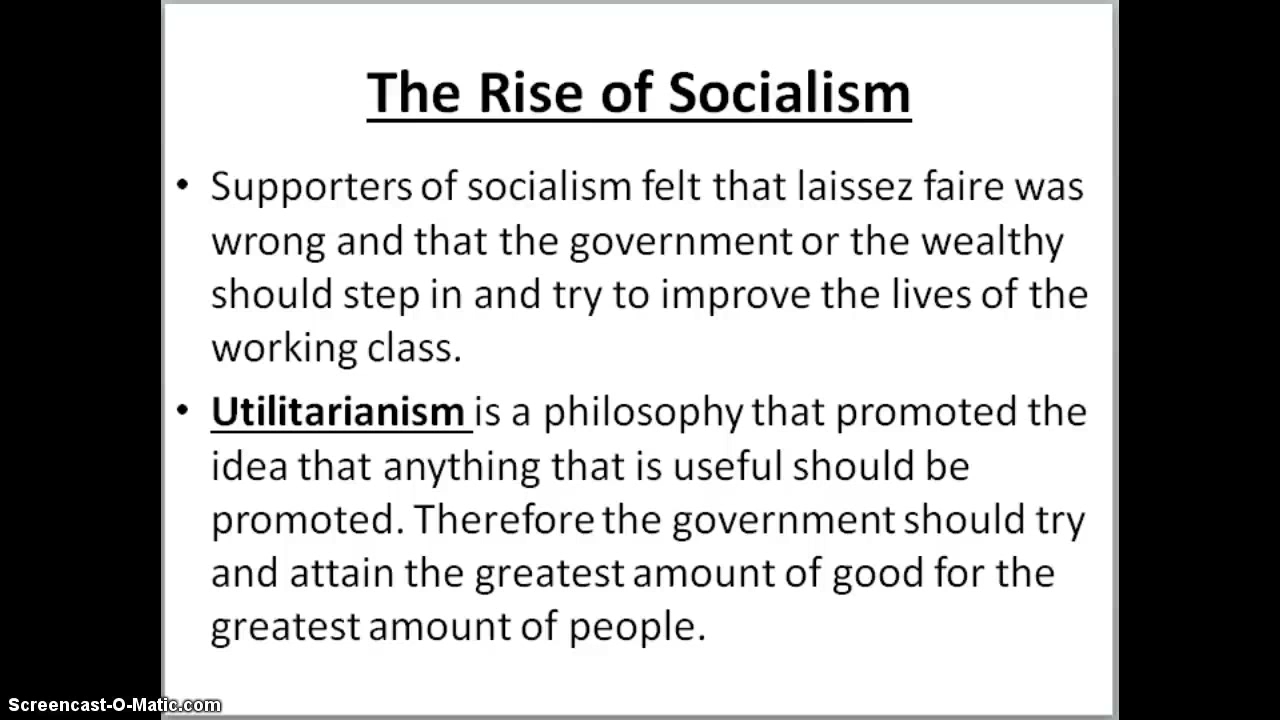 The Rise of Socialism
• Supporters of socialism felt that laissez faire was
wrong and that the government or the wealthy
should step in and try to improve the lives of the
working class.
• Utilitarianism is a philosophy that promoted the
idea that anything that is useful should be
promoted. Therefore the government should try
and attain the greatest amount of good for the
greatest amount of people.
Screencast-O-Matic.com